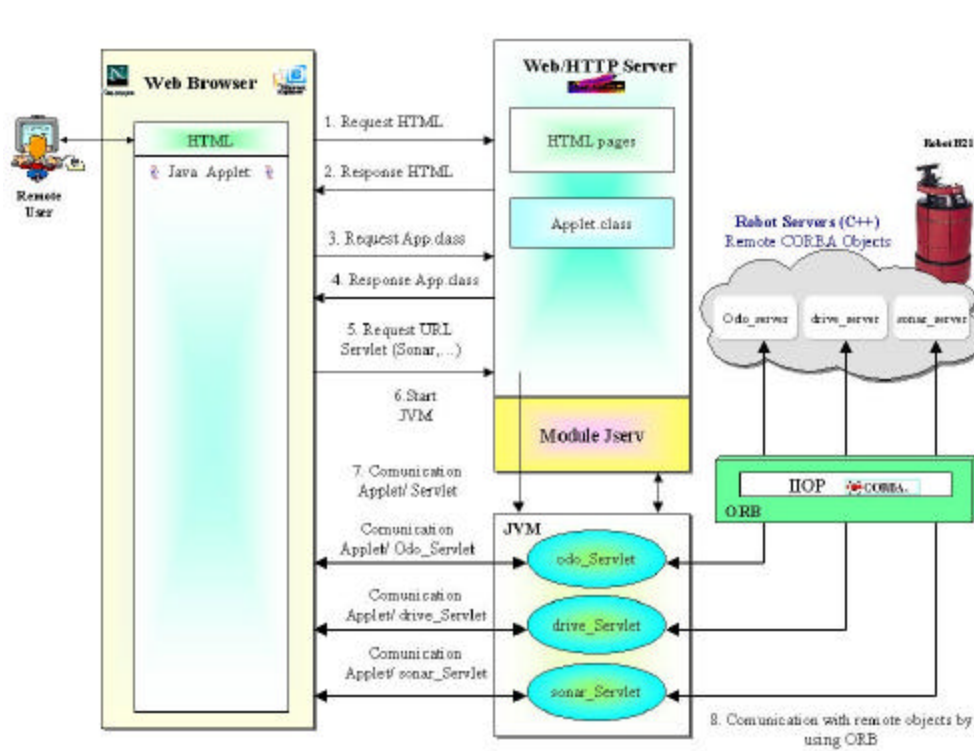 Web Browser
HTML
Java Applet
Remote
User
1. Request HTML
2. Response HTML
3. Request App.class
4. Response App.class
5. Request URL
Servlet (Sonar,...)
6.Start
JVM
7. Comunication
Applet/ Servlet
Comunication
Applet/ Odo_Servlet
Comunication
Applet/ drive_Servlet
Comunication
Applet/ sonar_Servlet
Web/HTTP Server
HTML pages
Applet.class
Module Jserv
JVM
odo_Servlet
drive_Servlet
sonar_Servlet
Robot B21
Robot Servers (C++)
Remote CORBA Objects
Odo_server
drive_server
sonar_server
IIOP
CORBA.
ORB
8. Comunication with remote objects by
using ORB